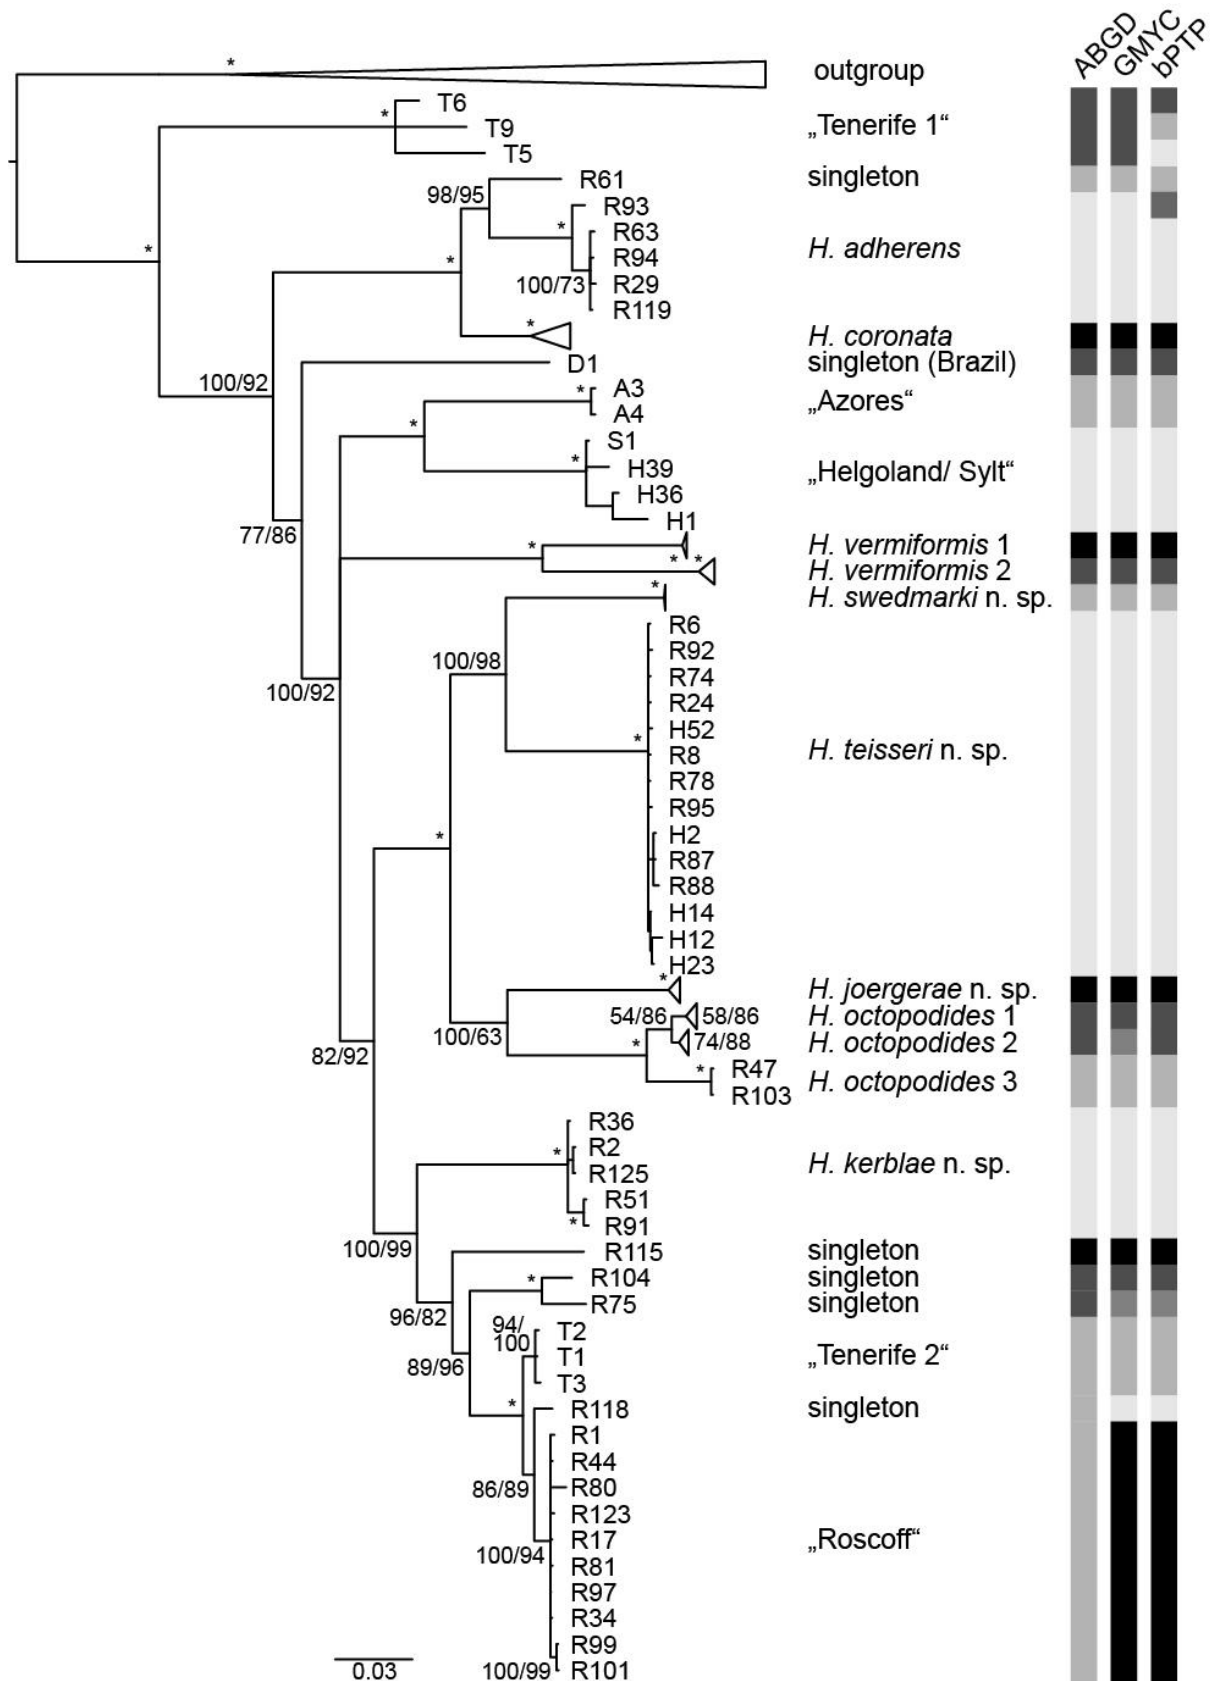 ABGD
GMYC
bPTP
*
outgroup
T6
*
T9
„Tenerife 1“
T5
R61
singleton
98/95
R93
*
R63
*
H. adherens
R94
*
100/73
R29
R119
*
H. coronata
D1
singleton (Brazil)
100/92
A3
*
„Azores“
A4
*
S1
*
H39
„Helgoland/ Sylt“
H36
H1
77/86
*
H. vermiformis 1
* *
H. vermiformis 2
*
H. swedmarki n. sp.
R6
R92
100/98
R74
100/92
R24
H52
*
R8
H. teisseri n. sp.
R78
R95
*
H2
R87
R88
H14
H12
H23
*
H. joergerae n. sp.
54/86
58/86
H. octopodides 1
100/63
*
74/88
H. octopodides 2
82/92
*
R47
H. octopodides 3
R103
R36
*
R2
H. kerblae n. sp.
R125
R51
*
R91
100/99
R115
singleton
*
R104
singleton
R75
singleton
96/82
94/
100
T2
T1
„Tenerife 2“
89/96
T3
*
R118
singleton
R1
R44
86/89
R80
R123
R17
„Roscoff“
100/94
R81
R97
R34
R99
0.03
100/99
R101